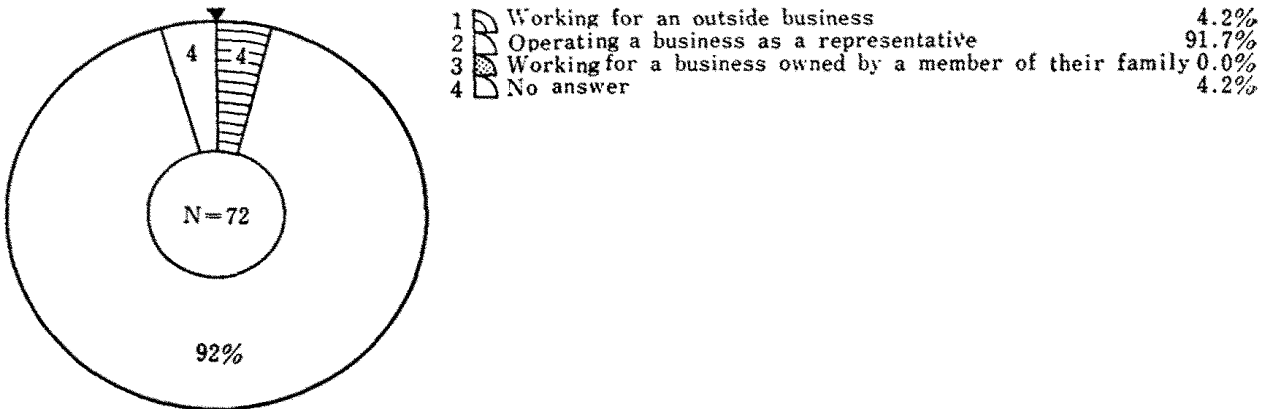 1 Working for an outside business 4.2%
2 Operating a business as a representative 91.7%
3 Working for a business owned by a member of their family 0.0%
4 No answer 4.2%
4 4
N=72
92%